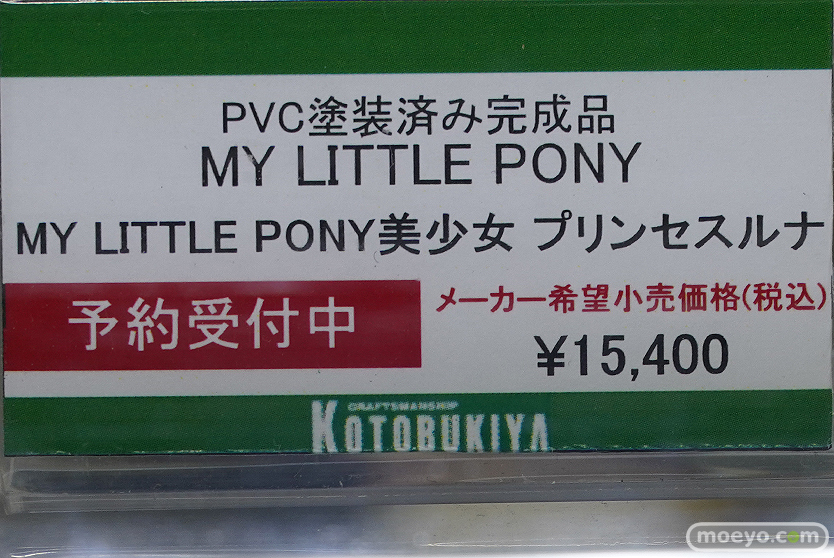 PVC塗装済み完成品
MY LITTLE PONY
MY LITTLE PONY美少女 プリンセスルナ
予約受付中
メーカー希望小売価格(税込)
¥15,400
CRAFTSMANSHIP
KOTOBUKIYA
moeyo.com